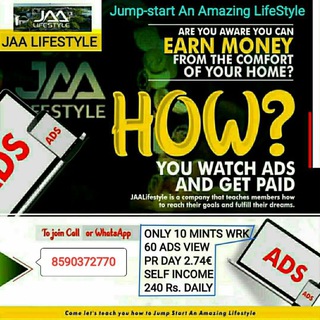 Jump-start An Amazing LifeStyle
JAA
LIFESTYLE
JAA LIFESTYLE
ARE YOU AWARE YOU CAN
EARN MONEY
FROM THE COMFORT
OF YOUR HOME?
JAA
LIFESTYLE
ADS
ADS
HOW?
YOU WATCH ADS
AND GET PAID
JAALifestyle is a company that teaches members how
to reach their goals and fulfill their dreams.
To join Call or WhatsApp
8590372770
ONLY 10 MINTS WRK
60 ADS VIEW
PR DAY 2.74€
SELF INCOME
240 Rs. DAILY
ADS
ADS
Come let's teach you how to Jump Start An Amazing Lifestyle